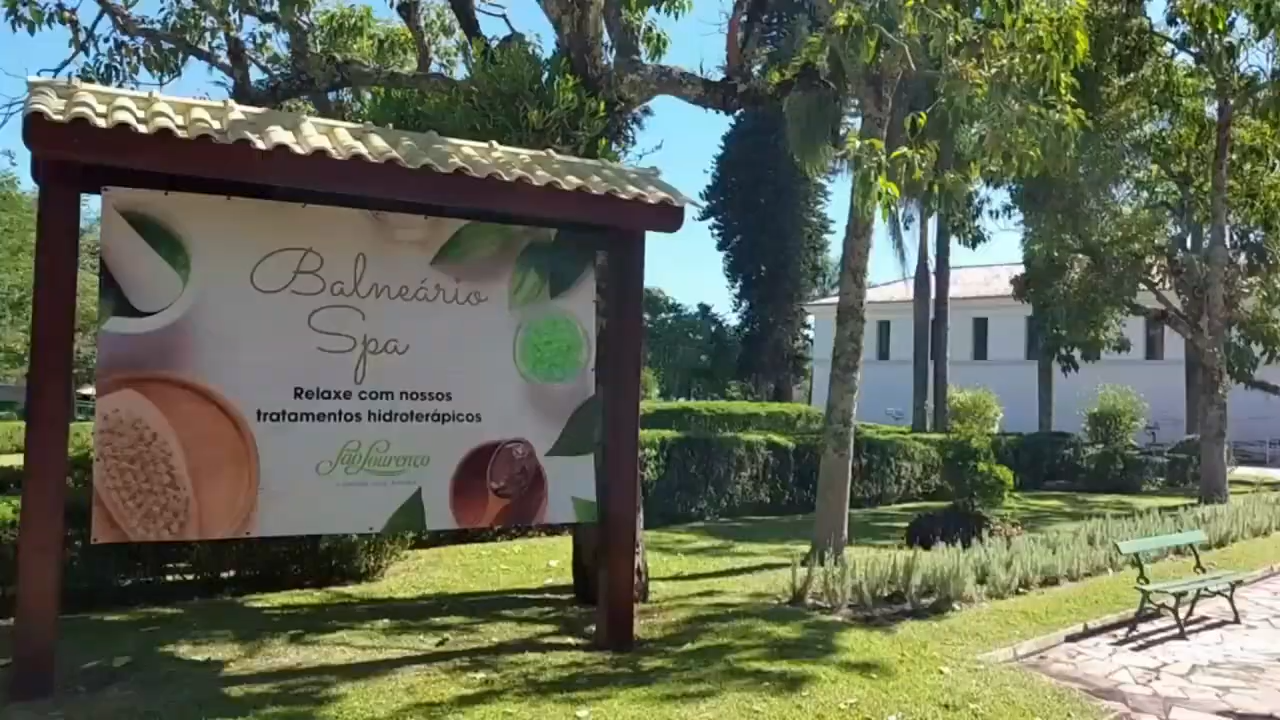 Balneário
Spa
Relaxe com nossos
tratamentos hidroterápicos
São Lourenço